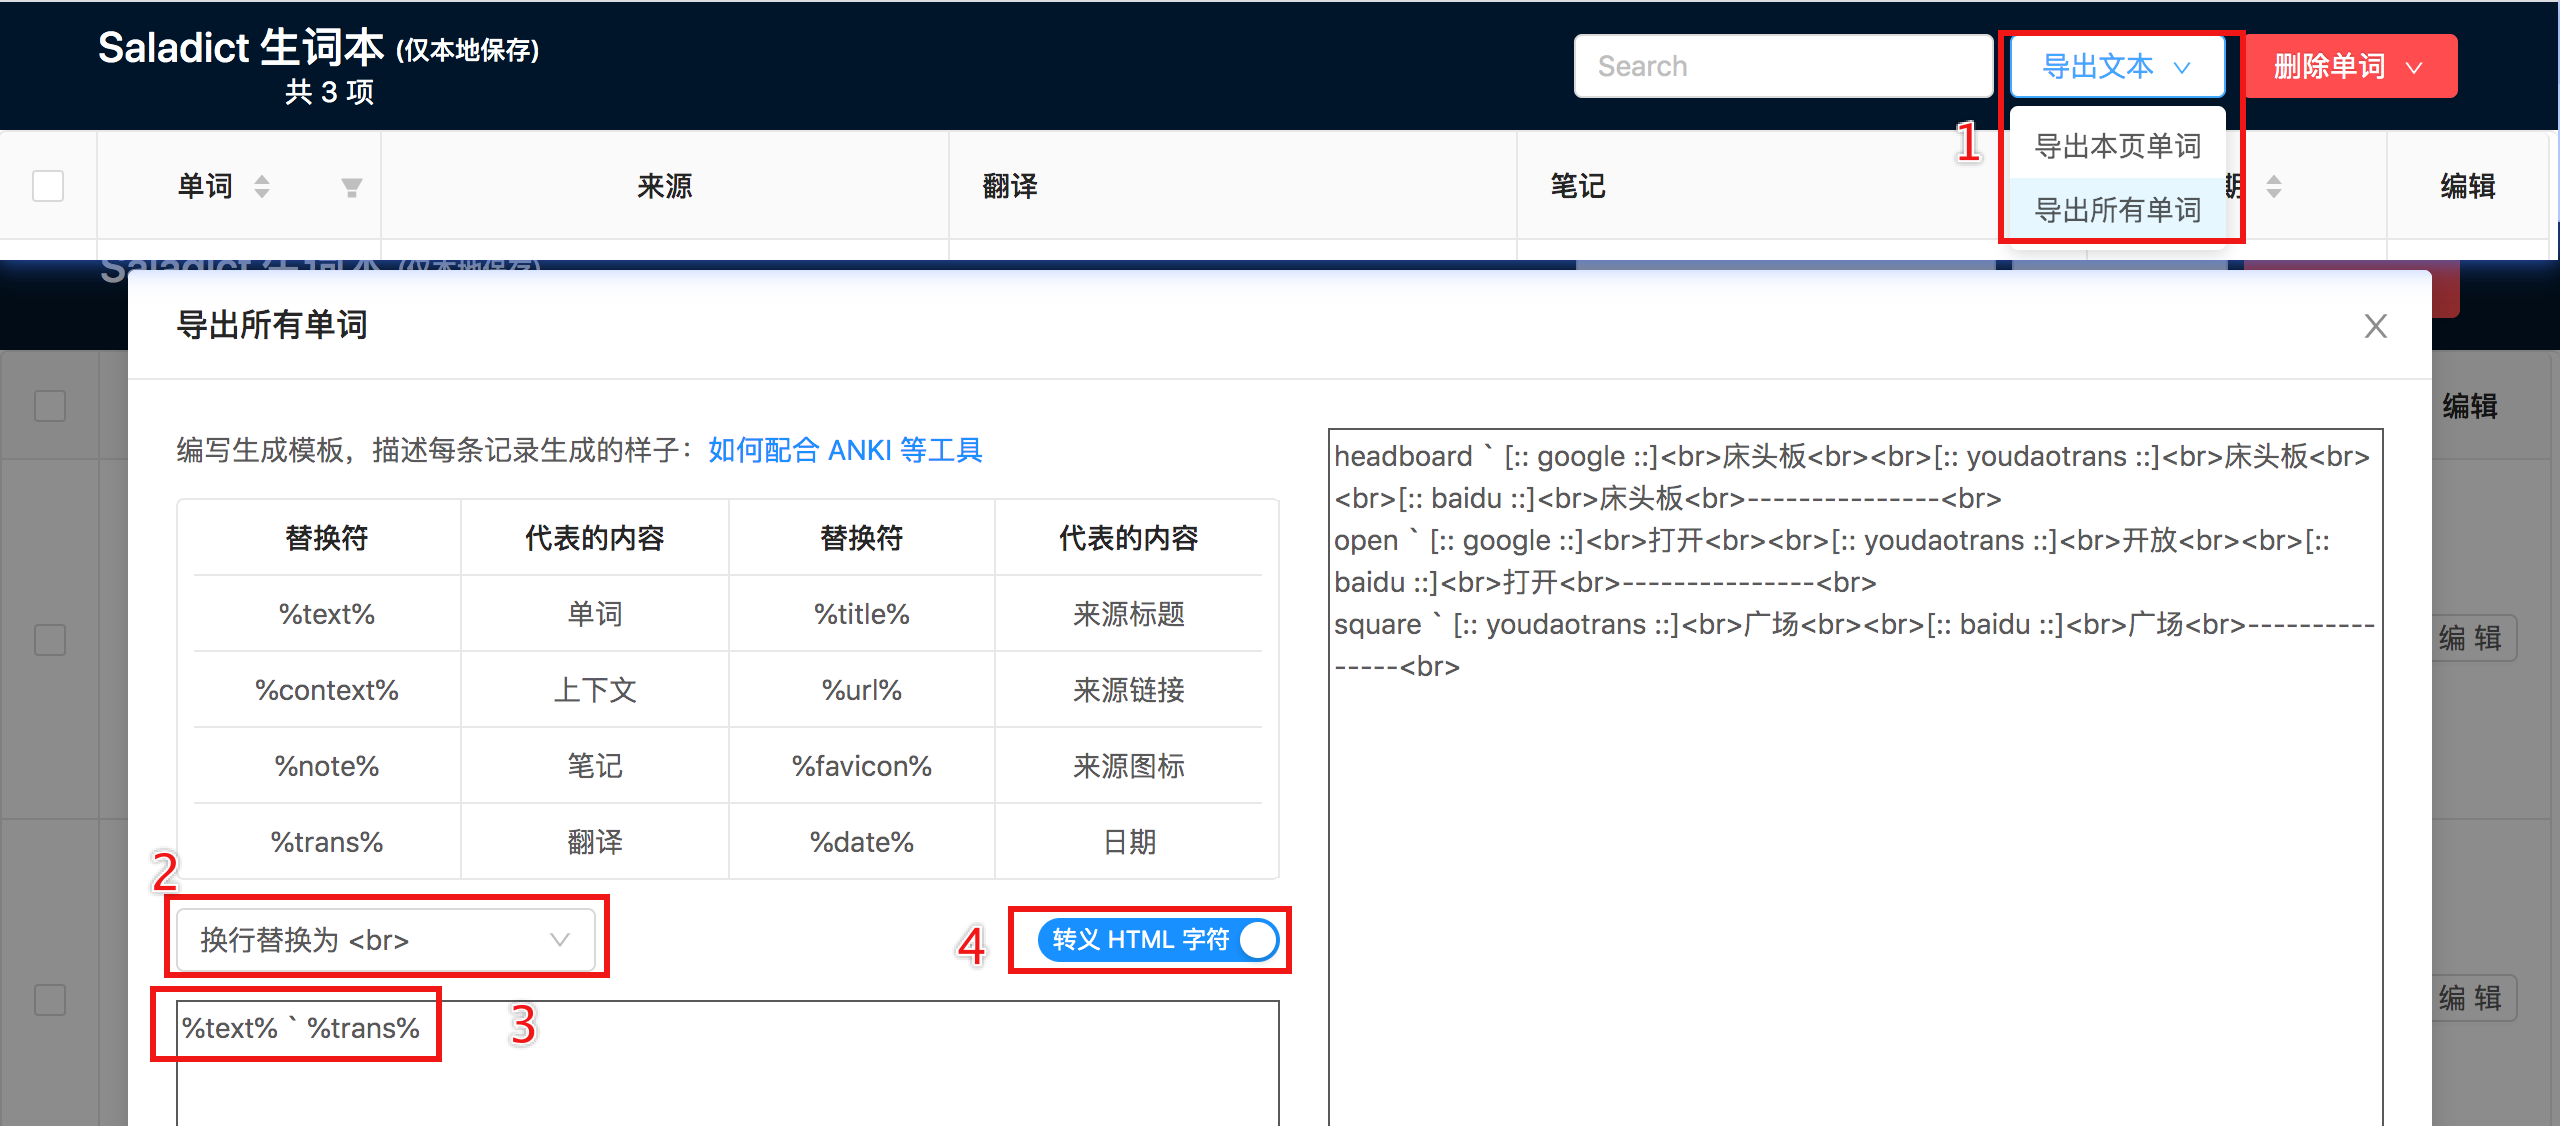 Saladict 生词本 (仅本地保存)
共 3 项
Search
导出文本
删除单词
1
导出本页单词
导出所有单词
单词
来源
翻译
笔记
期
编辑
Saladict 生词本 (仅本地保存)
导出所有单词
编辑
编写生成模板，描述每条记录生成的样子：如何配合 ANKI 等工具
替换符 代表的内容 替换符 代表的内容
%text% 单词 %title% 来源标题
%context% 上下文 %url% 来源链接
%note% 笔记 %favicon% 来源图标
%trans% 翻译 %date% 日期
2
换行替换为 <br>
4
转义 HTML 字符
3
%text% ` %trans%
headboard ` [:: google ::]<br>床头板<br><br>[:: youdaotrans ::]<br>床头板<br>
<br>[:: baidu ::]<br>床头板<br>---------------<br>
open ` [:: google ::]<br>打开<br><br>[:: youdaotrans ::]<br>开放<br><br>[::
baidu ::]<br>打开<br>---------------<br>
square ` [:: youdaotrans ::]<br>广场<br><br>[:: baidu ::]<br>广场<br>----------
-----<br>
编 辑
编 辑